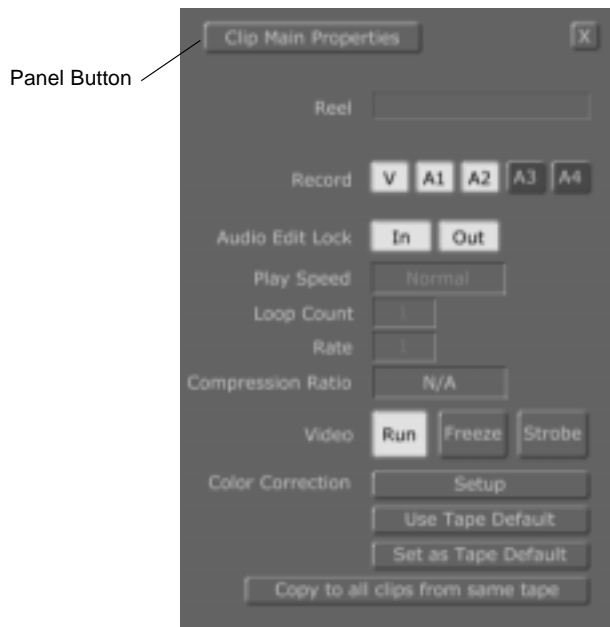 Clip Main Properties X
Panel Button
Reel
Record V A1 A2 A3 A4
Audio Edit Lock In Out
Play Speed Normal
Loop Count 1
Rate 1
Compression Ratio N/A
Video Run Freeze Strobe
Color Correction Setup
Use Tape Default
Set as Tape Default
Copy to all clips from same tape